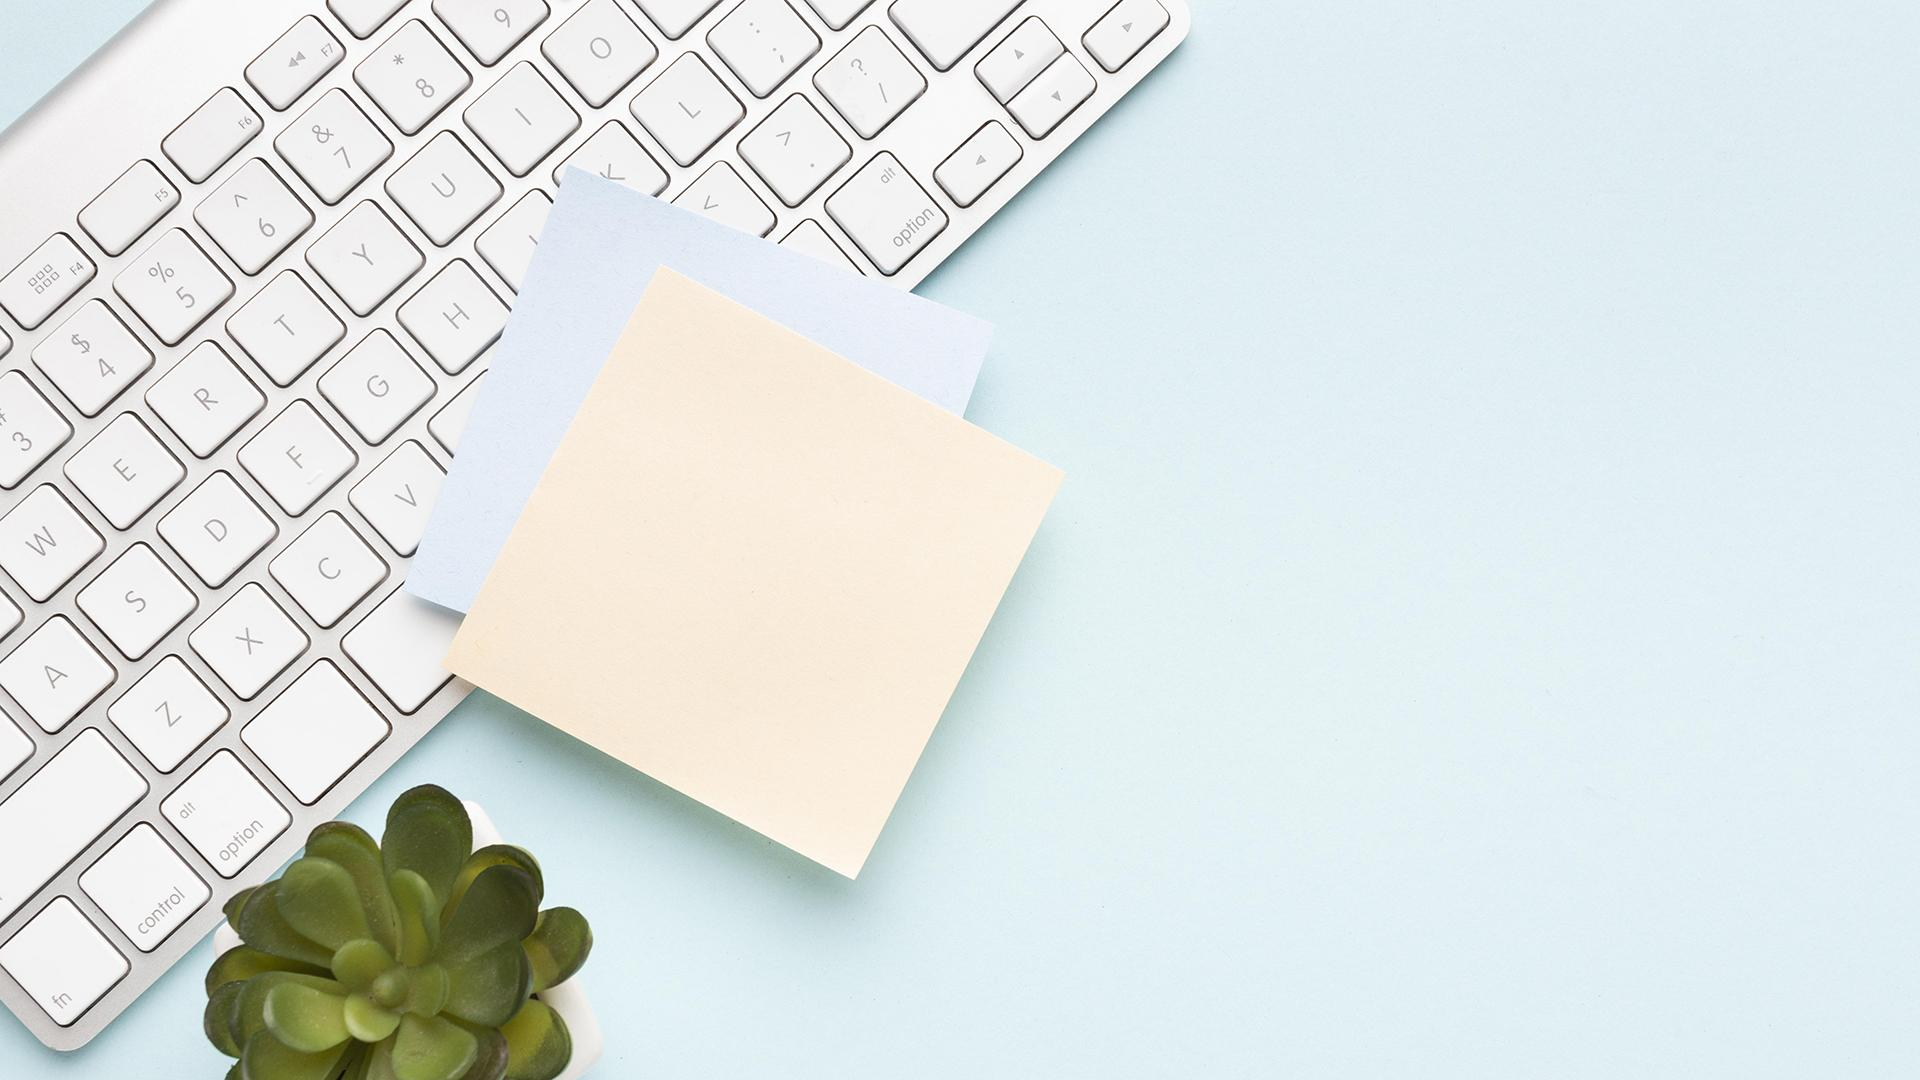 F7
F6
F5
F4
9
* 8
& 7
^ 6
% 5
$ 4
# 3
O
I
U
Y
T
R
E
W
: ;
L
K
H
G
F
D
S
A
? /
> .
<
V
C
X
Z
alt option
alt option
control
fn